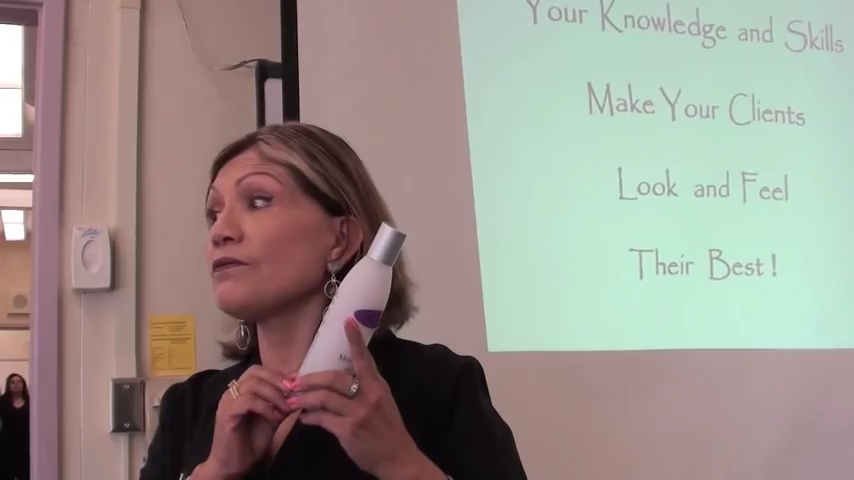 Your Knowledge and Skills
Make Your Clients
Look and Feel
Their Best!